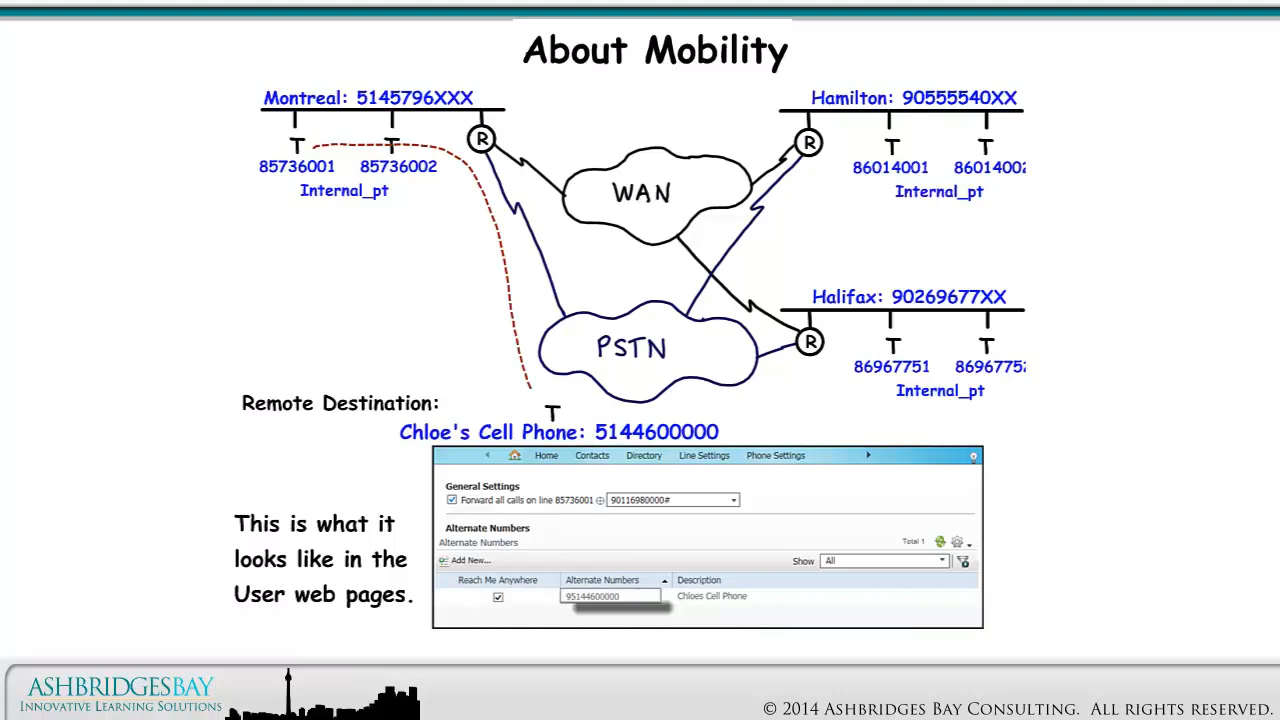 About Mobility
Montreal: 5145796XXX
Hamilton: 90555540XX
T T R
R T T
85736001 85736002
86014001 86014002
Internal_pt
Internal_pt
WAN
Halifax: 90269677XX
R T T
PSTN
86967751 86967752
Internal_pt
Remote Destination:
T
Chloe's Cell Phone: 5144600000
Home Contacts Directory Line Settings Phone Settings
General Settings
Forward all calls on line 85736001 90116980000#
Alternate Numbers
Alternate Numbers Total 1
Add New... Show All
Reach Me Anywhere Alternate Numbers Description
95144600000 Chloes Cell Phone
This is what it
looks like in the
User web pages.
ASHBRIDGESBAY
INNOVATIVE LEARNING SOLUTIONS
© 2014 ASHBRIDGES BAY CONSULTING. ALL RIGHTS RESERVED.